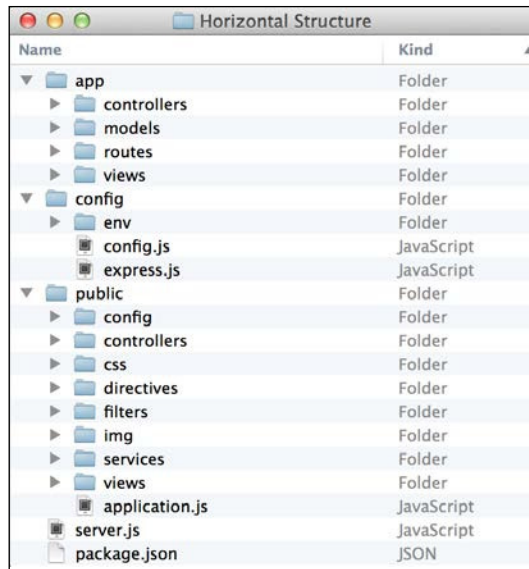 Horizontal Structure
Name Kind
app Folder
controllers Folder
models Folder
routes Folder
views Folder
config Folder
env Folder
config.js JavaScript
express.js JavaScript
public Folder
config Folder
controllers Folder
css Folder
directives Folder
filters Folder
img Folder
services Folder
views Folder
application.js JavaScript
server.js JavaScript
package.json JSON